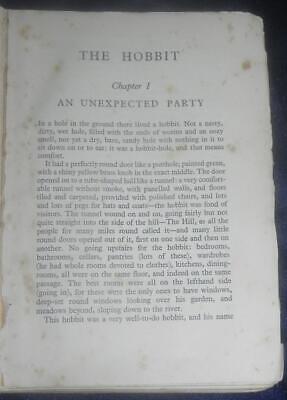 THE HOBBIT
Chapter I
AN UNEXPECTED PARTY
In a hole in the ground there lived a hobbit. Not a nasty,
dirty, wet hole, filled with the ends of worms and an oozy
smell, nor yet a dry, bare, sandy hole with nothing in it to
sit down on or to eat: it was a hobbit-hole, and that means
comfort.
It had a perfectly round door like a porthole, painted green,
with a shiny yellow brass knob in the exact middle. The door
opened on to a tube-shaped hall like a tunnel: a very comfort-
able tunnel without smoke, with panelled walls, and floors
tiled and carpeted, provided with polished chairs, and lots
and lots of pegs for hats and coats—the hobbit was fond of
visitors. The tunnel wound on and on, going fairly but not
quite straight into the side of the hill—The Hill, as all the
people for many miles round called it—and many little
round doors opened out of it, first on one side and then on
another. No going upstairs for the hobbit: bedrooms,
bathrooms, cellars, pantries (lots of these), wardrobes
(he had whole rooms devoted to clothes), kitchens, dining-
rooms, all were on the same floor, and indeed on the same
passage. The best rooms were all on the lefthand side
(going in), for these were the only ones to have windows,
deep-set round windows looking over his garden, and
meadows beyond, sloping down to the river.
This hobbit was a very well-to-do hobbit, and his name